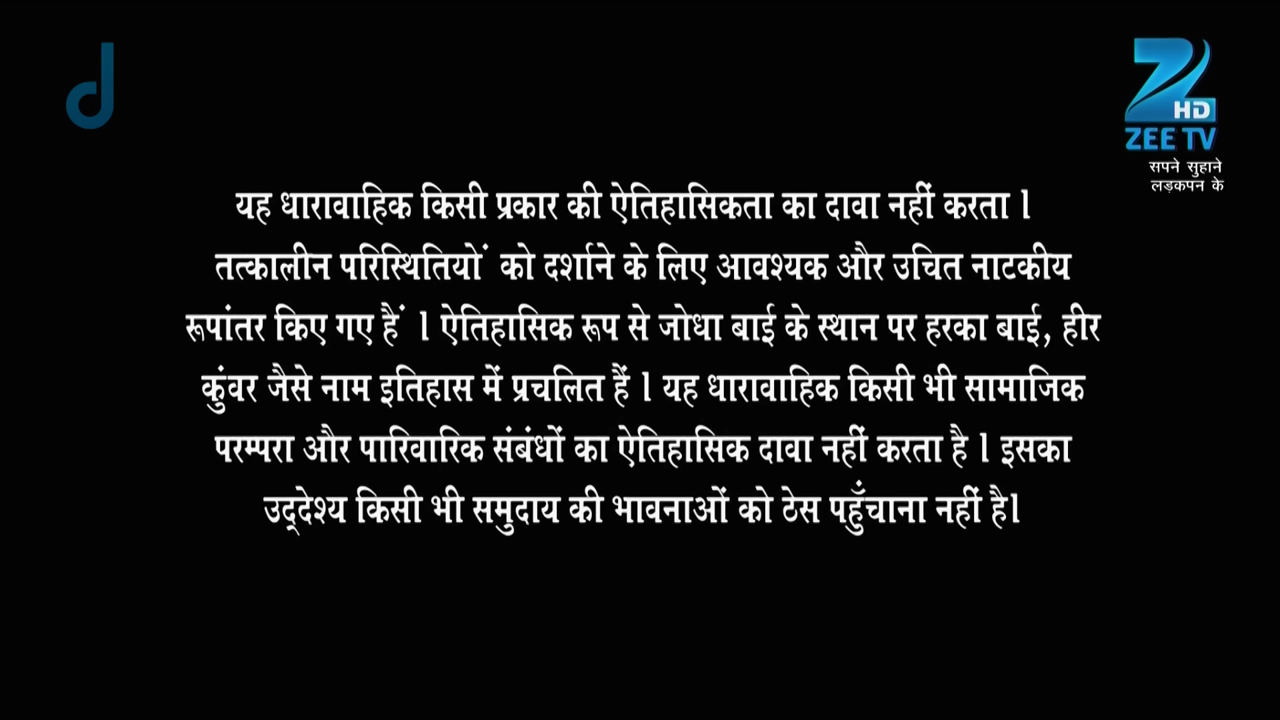 HD
ZEE TV
सपने सुहाने
लड़कपन के
यह धारावाहिक किसी प्रकार की ऐतिहासिकता का दावा नहीं करता ।
तत्कालीन परिस्थितियों को दर्शाने के लिए आवश्यक और उचित नाटकीय
रूपांतर किए गए हैं । ऐतिहासिक रूप से जोधा बाई के स्थान पर हरका बाई, हीर
कुंवर जैसे नाम इतिहास में प्रचलित हैं । यह धारावाहिक किसी भी सामाजिक
परम्परा और पारिवारिक संबंधों का ऐतिहासिक दावा नहीं करता है । इसका
उद्‌देश्य किसी भी समुदाय की भावनाओं को ठेस पहुँचाना नहीं है।